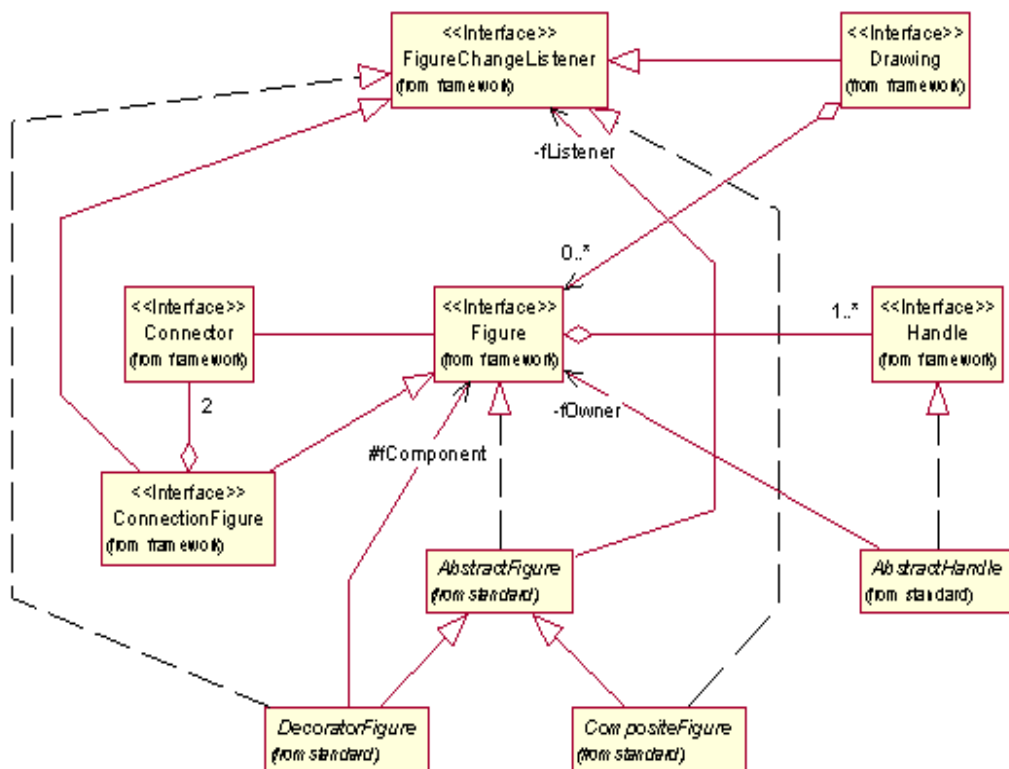 <<Interface>>
FigureChangeListener
(from framework)
<<Interface>>
Drawing
(from framework)
-fListener
0..*
<<Interface>>
Connector
(from framework)
<<Interface>>
Figure
(from framework)
1..*
<<Interface>>
Handle
(from framework)
2
-fOwner
#fComponent
<<Interface>>
ConnectionFigure
(from framework)
AbstractFigure
(from standard)
AbstractHandle
(from standard)
DecoratorFigure
(from standard)
CompositeFigure
(from standard)